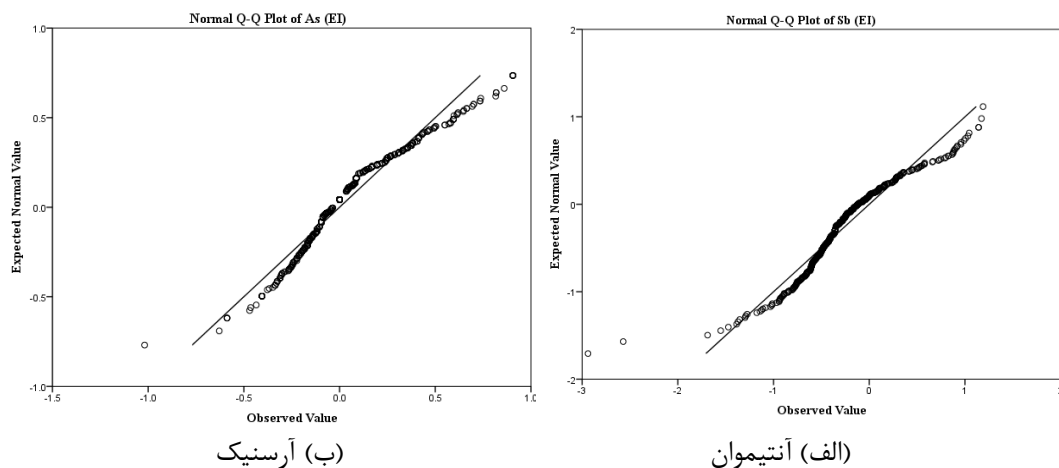 Normal Q-Q Plot of As (EI)
Expected Normal Value
1.0
0.5
0.0
-0.5
-1.0
-1.5
-1.0
-0.5
0.0
0.5
1.0
Observed Value
(ب) آرسنیک
Normal Q-Q Plot of Sb (EI)
Expected Normal Value
2
1
0
-1
-2
-3
-2
-1
0
1
2
Observed Value
(الف) آنتیموان